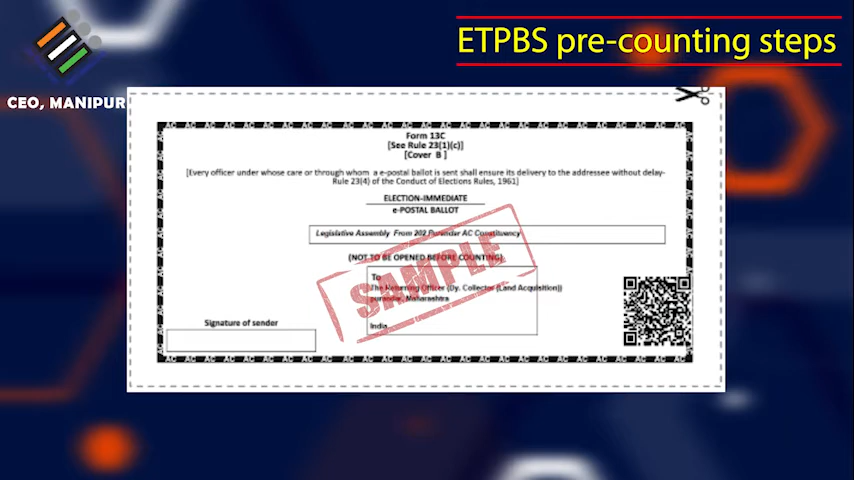 ETPBS pre-counting steps
CEO, MANIPUR
Form 13C
[See Rule 23(1)(c)]
[Cover B ]
[Every officer under whose care or through whom a e-postal ballot is sent shall ensure its delivery to the addressee without delay-
Rule 23(4) of the Conduct of Elections Rules, 1961]
ELECTION-IMMEDIATE
e-POSTAL BALLOT
Legislative Assembly From 202 Purandar AC Constituency
(NOT TO BE OPENED BEFORE COUNTING)
SAMPLE
To
The Returning Officer (Dy. Collector (Land Acquisition))
purandar, Maharashtra
India
Signature of sender